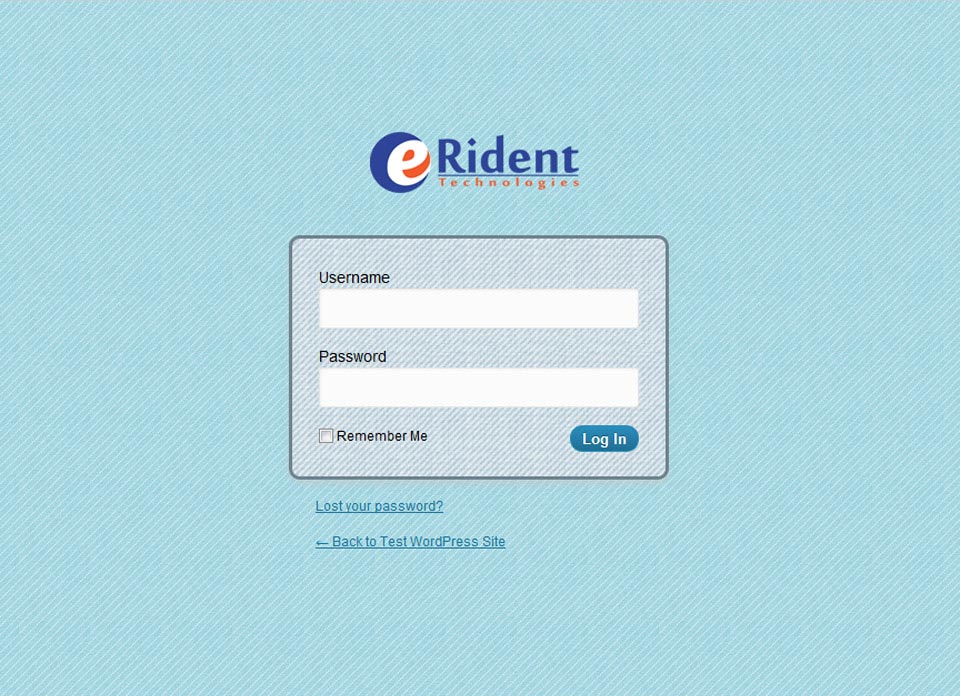 eRident
Technologies
Username
Password
Remember Me
Log In
Lost your password?
← Back to Test WordPress Site